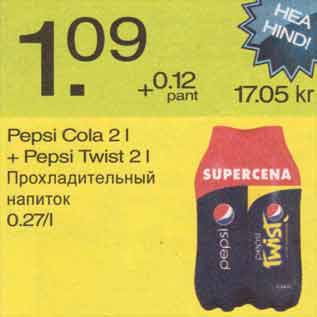 1.09
HEA
HIND!
+0.12
pant
17.05 kr
Pepsi Cola 2 l
+ Pepsi Twist 2 l
Прохладительный
напиток
0.27/l
SUPERCENA
pepsi
pepsi
Twist